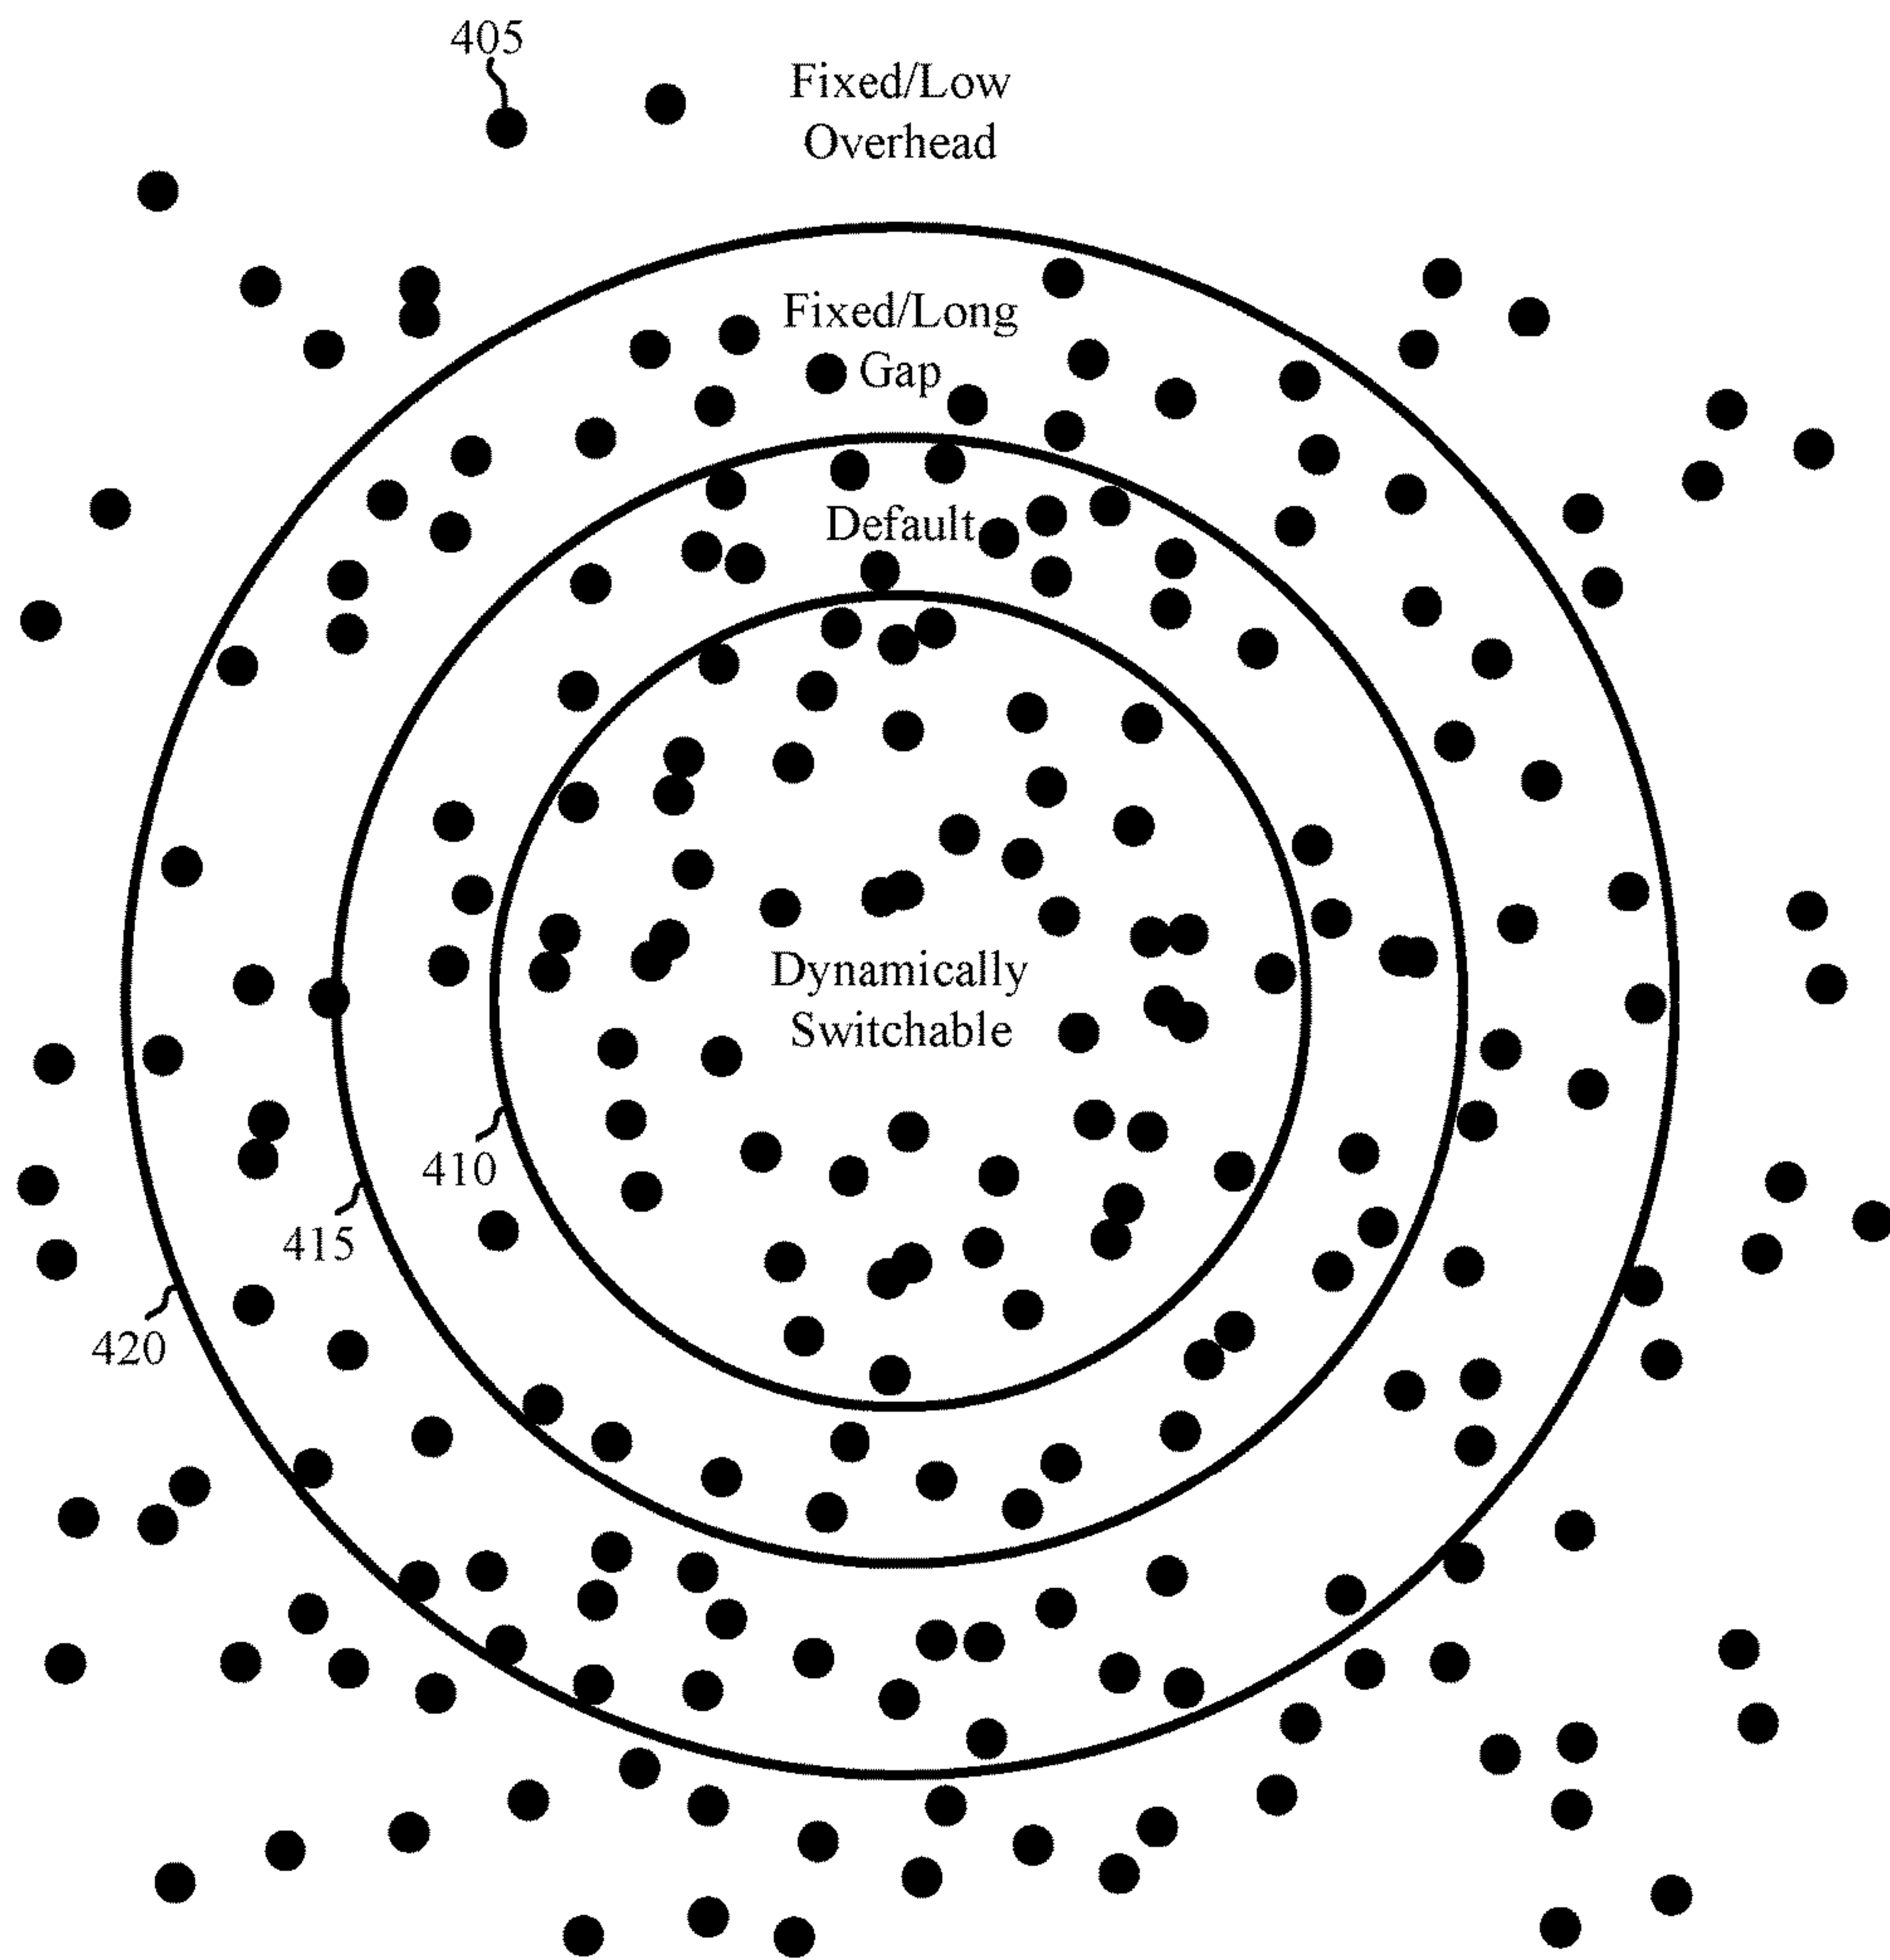 405
Fixed/Low
Overhead
Fixed/Long
Gap
Default
Dynamically
Switchable
410
415
420